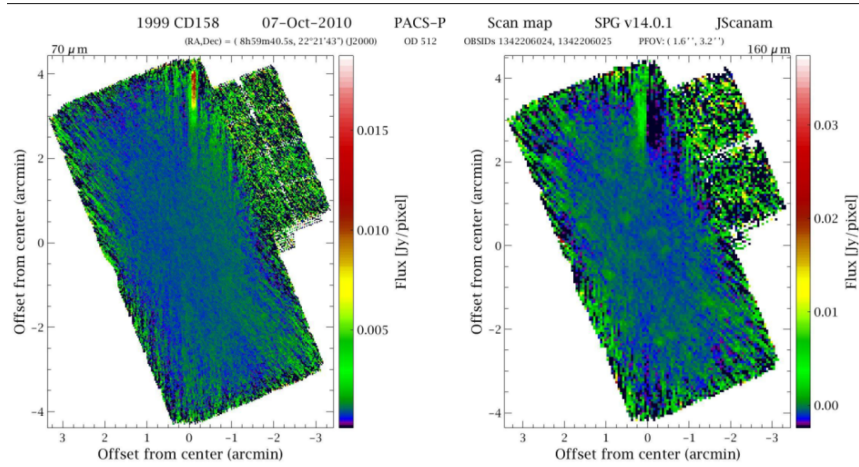 1999 CD158 07-Oct-2010 PACS-P Scan map SPG v14.0.1 JScanam
(RA,Dec) = ( 8h59m40.5s, 22°21'43") (J2000) OD 512 OBSIDs 1342206024, 1342206025 PFOV: ( 1.6'', 3.2'')
70 μm 160 μm
4 2 0 −2 −4
Offset from center (arcmin)
3 2 1 0 −1 −2 −3
Offset from center (arcmin)
0.015
0.010
0.005
Flux [Jy/pixel]
4 2 0 −2 −4
Offset from center (arcmin)
3 2 1 0 −1 −2 −3
Offset from center (arcmin)
0.03
0.02
0.01
0.00
Flux [Jy/pixel]